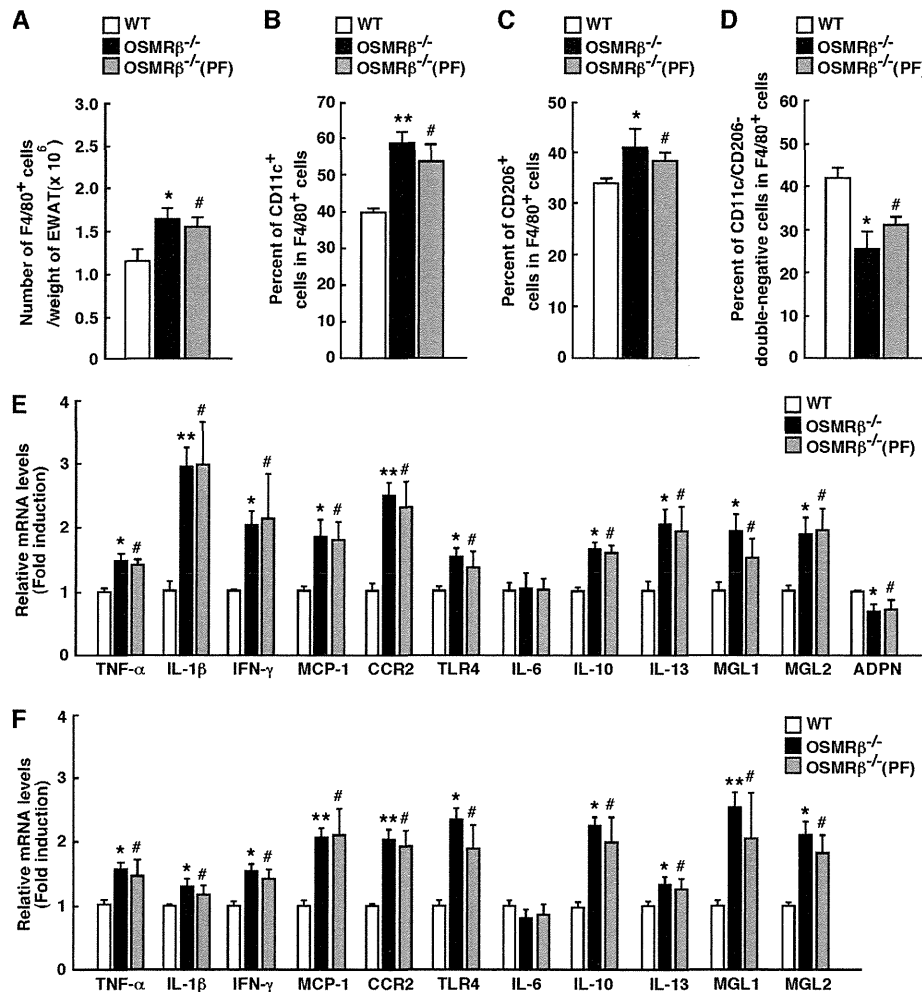 A
WT
OSMRβ-/-
OSMRβ-/-(PF)
Number of F4/80+ cells
/weight of EWAT(x 10^6)
3.0
2.5
2.0
1.5
1.0
0.5
0
*
#
B
WT
OSMRβ-/-
OSMRβ-/-(PF)
Percent of CD11c+
cells in F4/80+ cells
70
60
50
40
30
20
10
0
**
#
C
WT
OSMRβ-/-
OSMRβ-/-(PF)
Percent of CD206+
cells in F4/80+ cells
50
40
30
20
10
0
*
#
D
WT
OSMRβ-/-
OSMRβ-/-(PF)
Percent of CD11c/CD206-
double-negative cells in F4/80+ cells
60
50
40
30
20
10
0
*
#
E
WT
OSMRβ-/-
OSMRβ-/-(PF)
Relative mRNA levels
(Fold induction)
4
3
2
1
0
* # ** # * # * # ** # * # * # * # * # * # * #
TNF-α IL-1β IFN-γ MCP-1 CCR2 TLR4 IL-6 IL-10 IL-13 MGL1 MGL2 ADPN
F
WT
OSMRβ-/-
OSMRβ-/-(PF)
Relative mRNA levels
(Fold induction)
4
3
2
1
0
* # * # * # ** # ** # * # * # * # ** # * #
TNF-α IL-1β IFN-γ MCP-1 CCR2 TLR4 IL-6 IL-10 IL-13 MGL1 MGL2